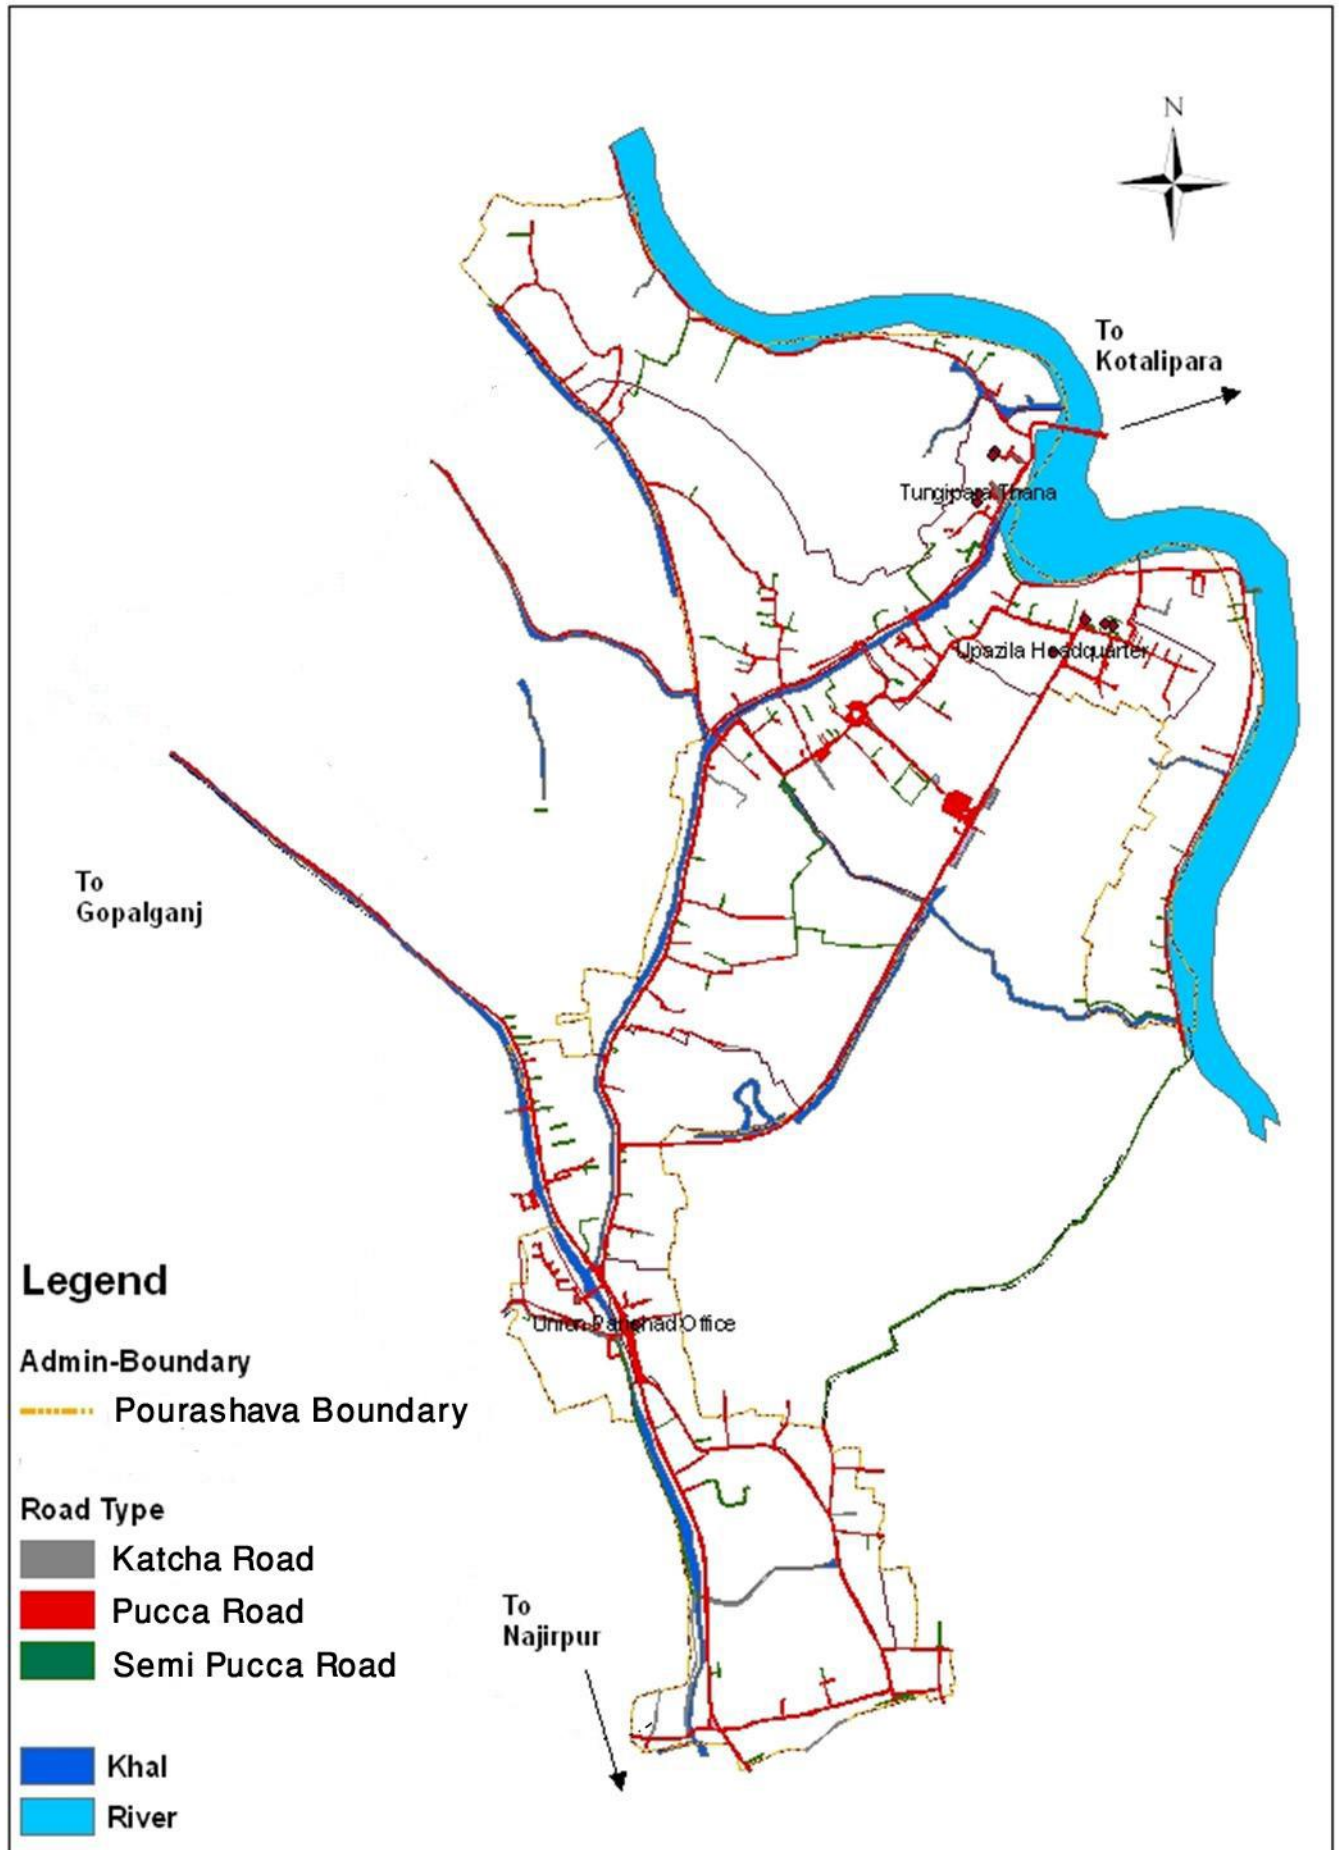 N
To
Kotalipara
Tungipara Thana
Upazila Headquarter
To
Gopalganj
Legend
Union Parishad Office
Admin-Boundary
Pourashava Boundary
Road Type
Katcha Road
Pucca Road
Semi Pucca Road
To
Najirpur
Khal
River